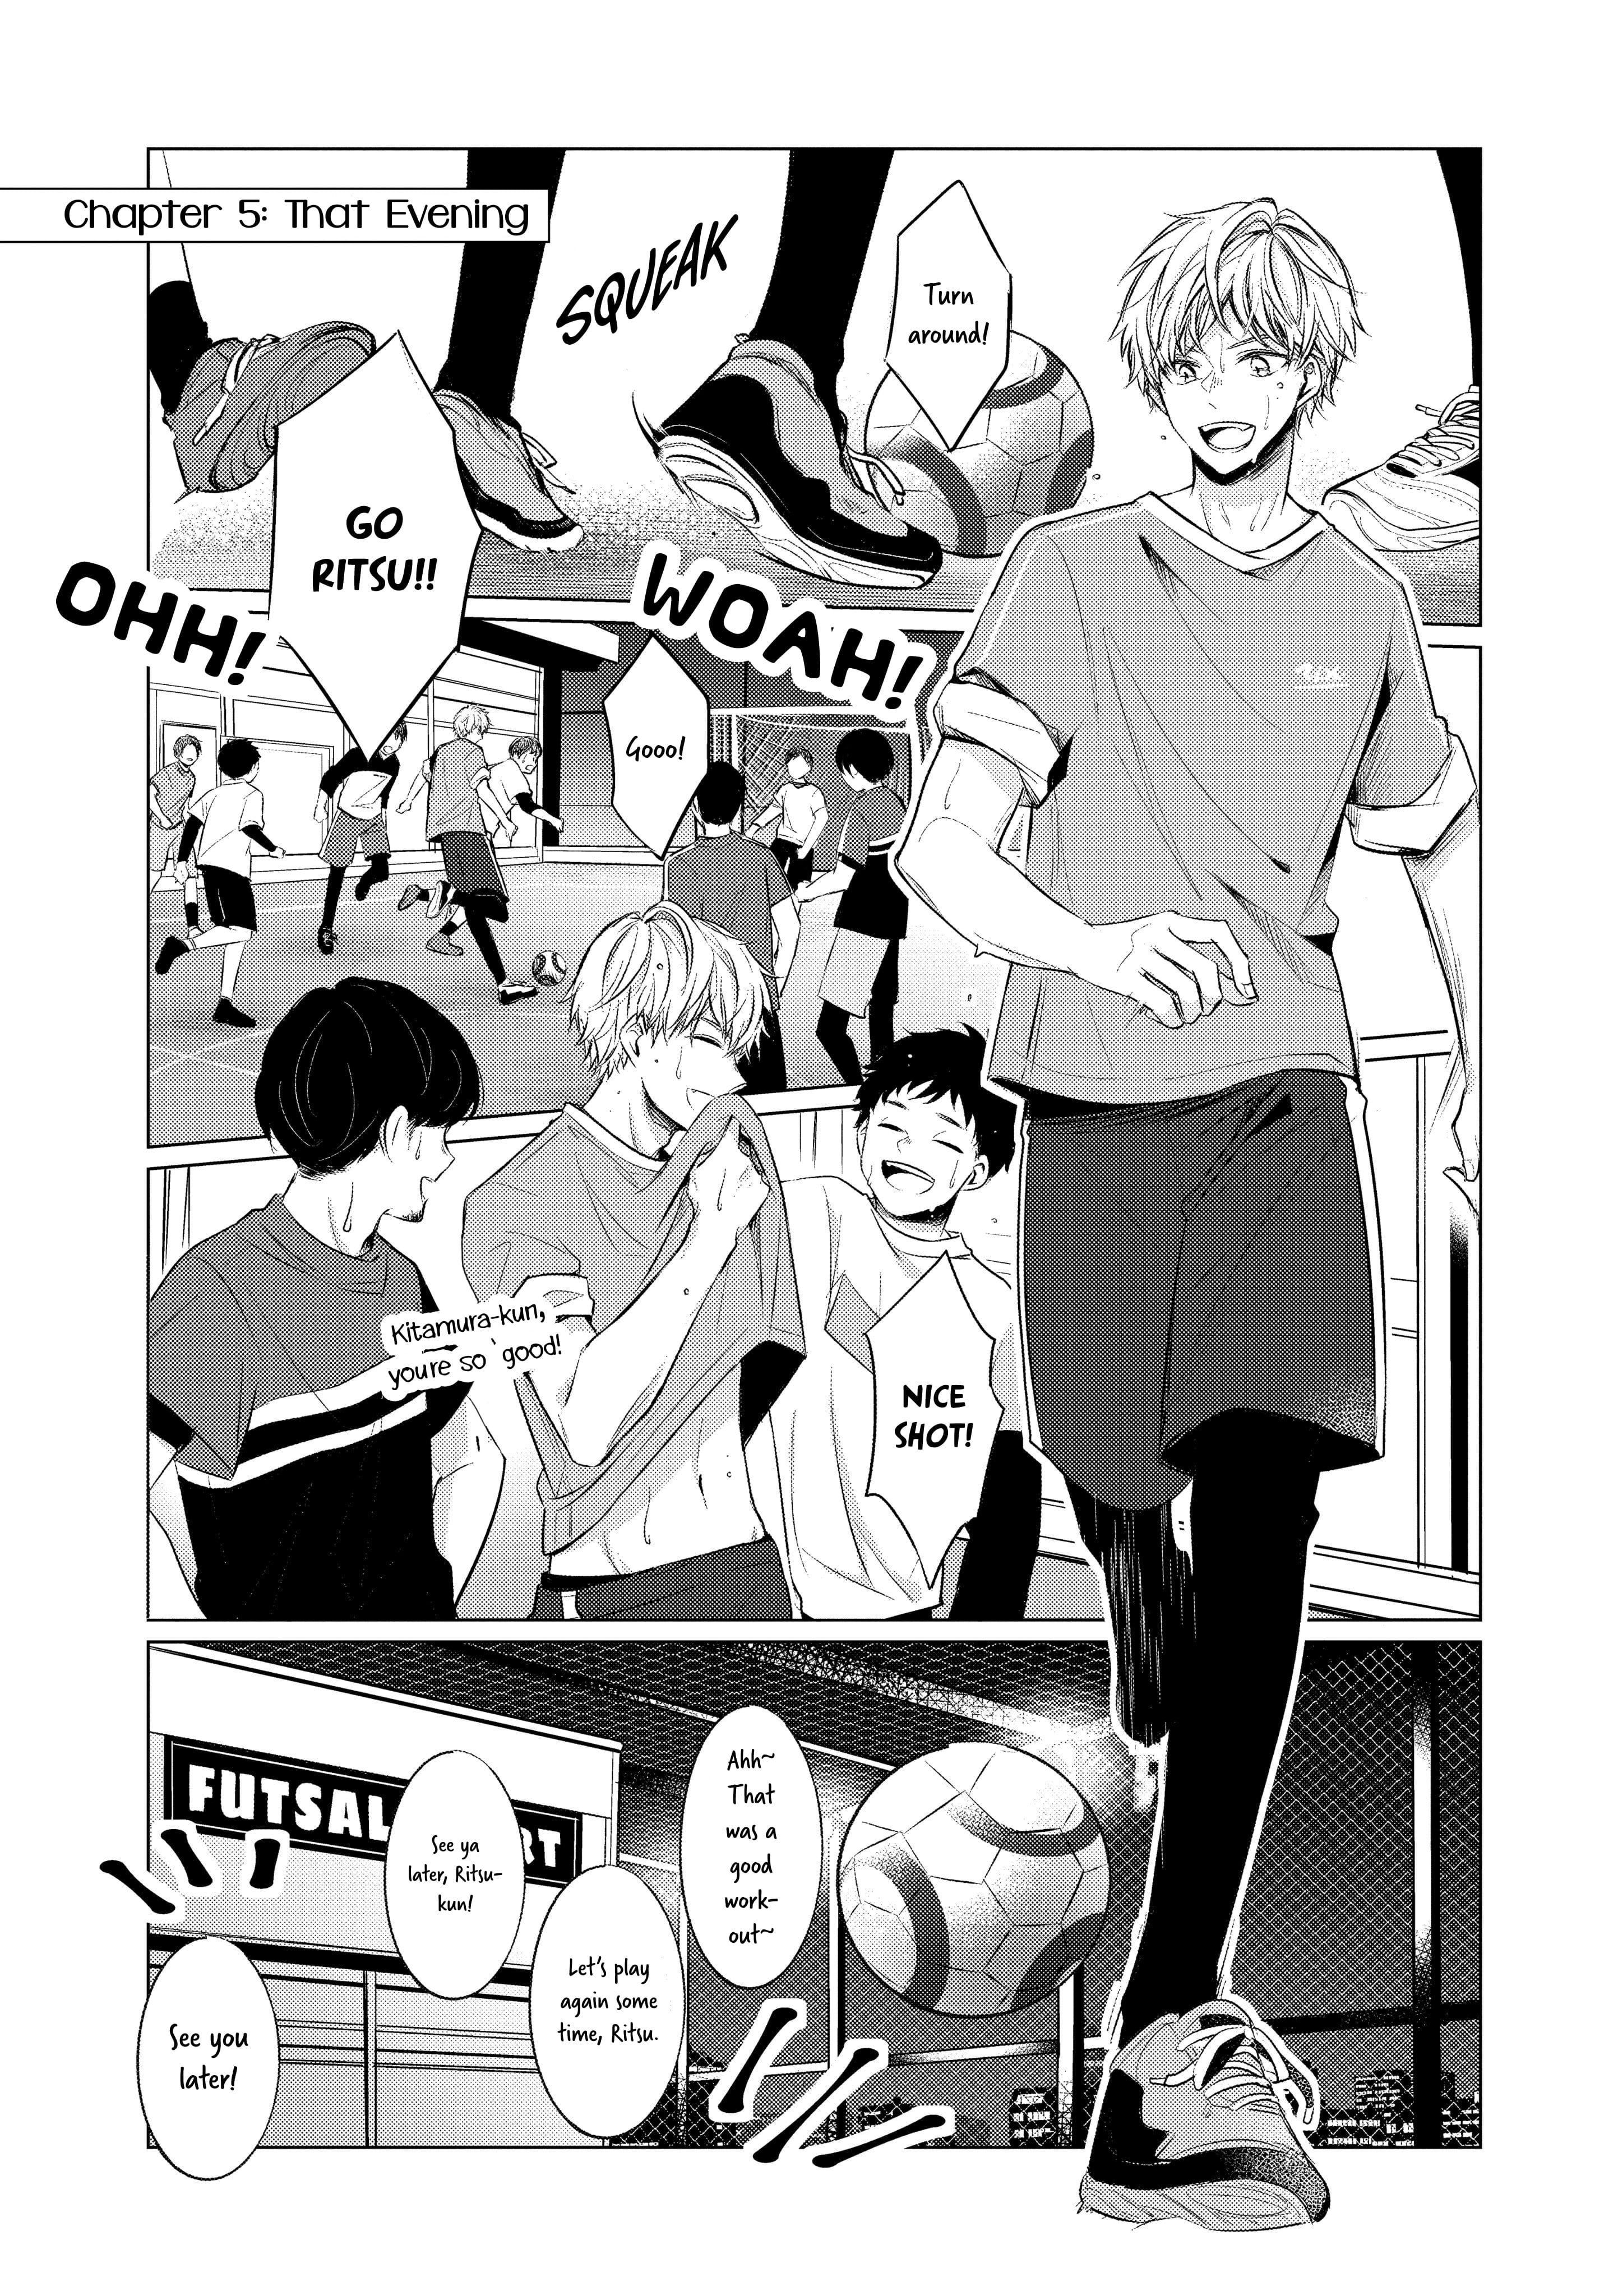 Chapter 5: That Evening
Turn
around!
SQUEAK
GO
RITSU!!
WOAH!
OHH!
Gooo!
NICE
SHOT!
Kitamura-kun,
you're so good!
FUTSAL
RT
Ahh~
That
was a
good
work-
out~
Let's play
again some
time, Ritsu.
See ya
later, Ritsu-
kun!
See you
later!